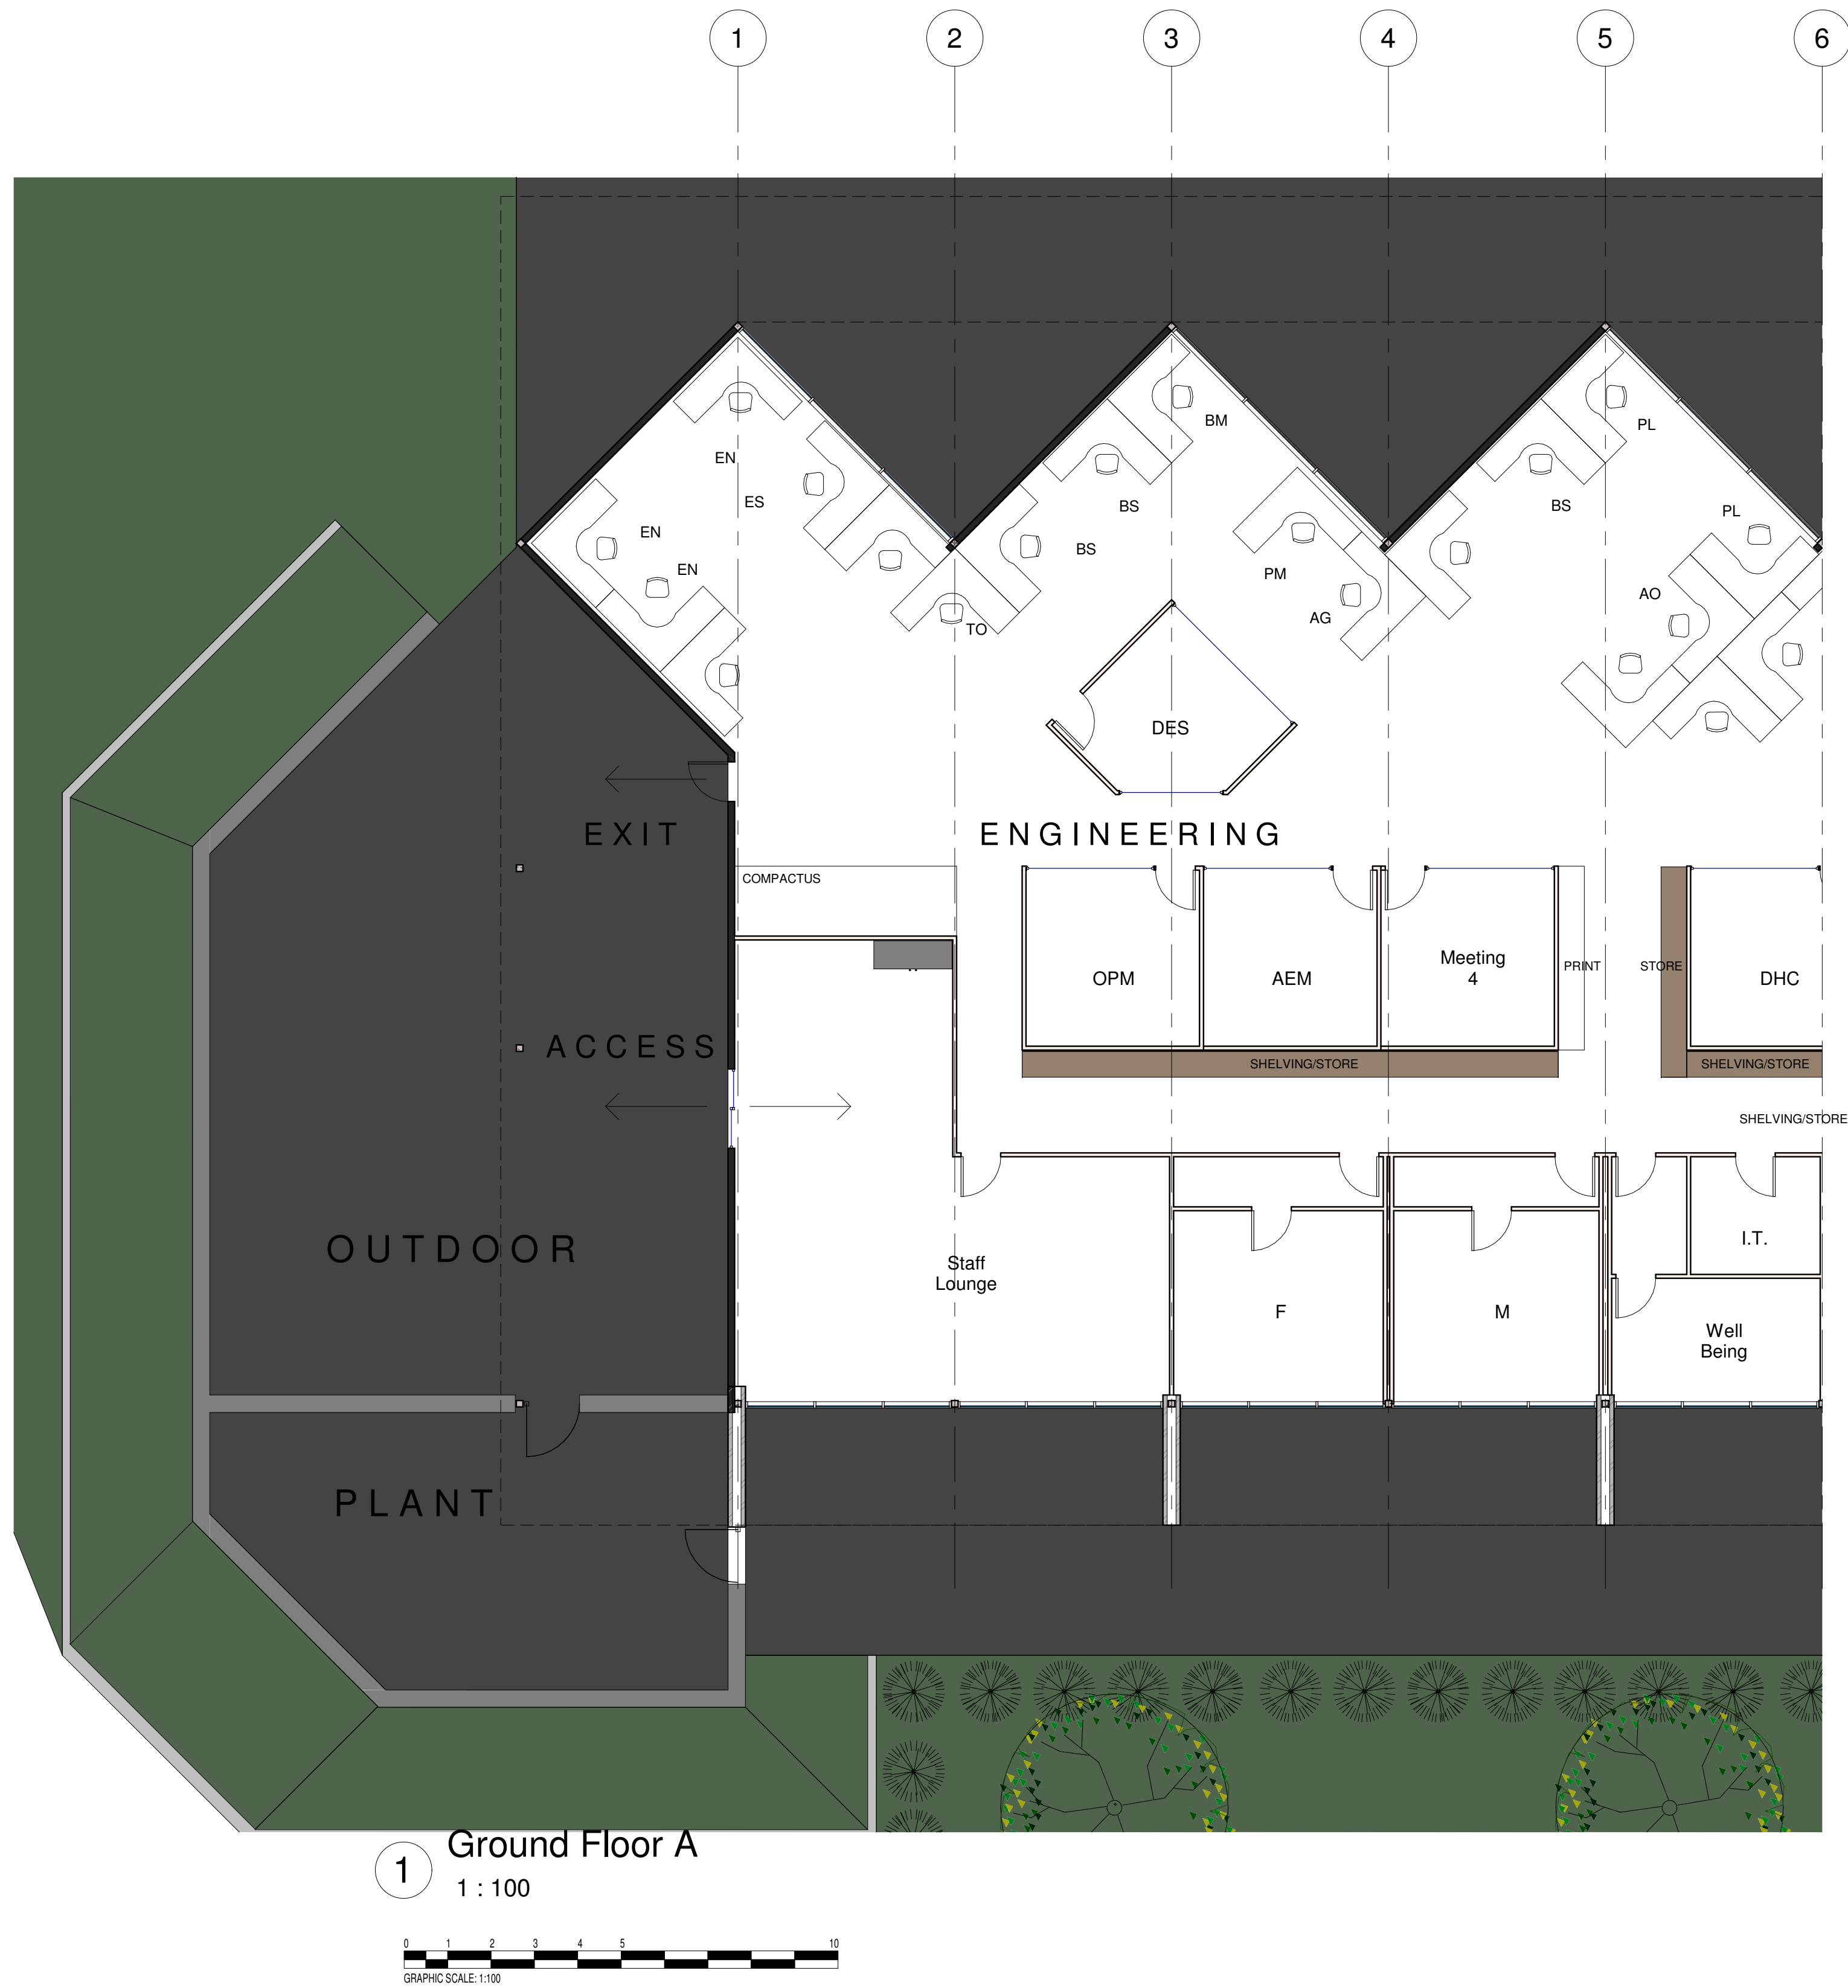 1 2 3 4 5 6
BM
PL
EN
ES
BS
BS
PL
EN
BS
EN
PM
AO
AG
TO
DES
EXIT
ENGINEERING
COMPACTUS
OPM
AEM
Meeting
4
PRINT
STORE
DHC
ACCESS
SHELVING/STORE
SHELVING/STORE
SHELVING/STORE
OUTDOOR
Staff
Lounge
I.T.
F
M
Well
Being
PLANT
1
Ground Floor A
1 : 100
0 1 2 3 4 5 10
GRAPHIC SCALE: 1:100